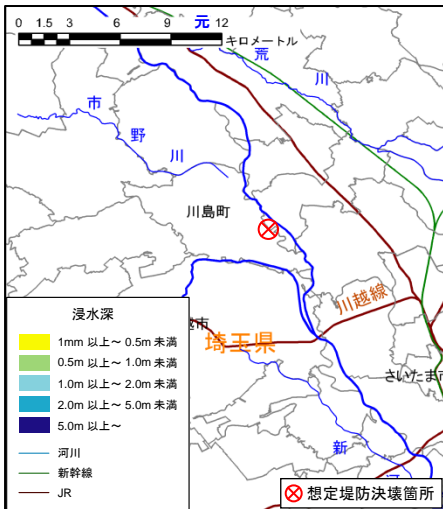 元
荒
川
0 1.5 3 6 9 12
キロメートル
市
野
川
川島町
川越線
埼玉県
さいたま市
新
浸水深
1mm 以上～ 0.5m 未満
0.5m 以上～ 1.0m 未満
1.0m 以上～ 2.0m 未満
2.0m 以上～ 5.0m 未満
5.0m 以上～
河川
新幹線
JR
想定堤防決壊箇所